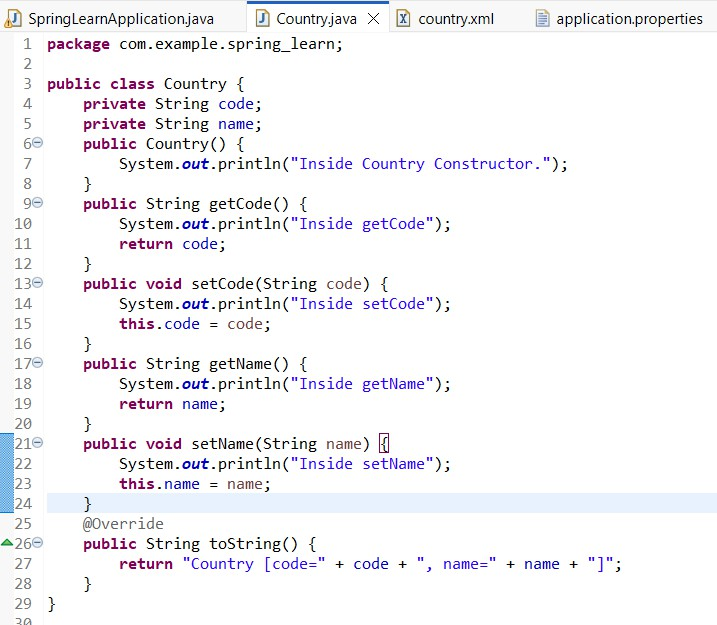 SpringLearnApplication.java Country.java country.xml application.properties
1 package com.example.spring_learn;
2
3 public class Country {
4     private String code;
5     private String name;
6     public Country() {
7         System.out.println("Inside Country Constructor.");
8     }
9     public String getCode() {
10         System.out.println("Inside getCode");
11         return code;
12     }
13     public void setCode(String code) {
14         System.out.println("Inside setCode");
15         this.code = code;
16     }
17     public String getName() {
18         System.out.println("Inside getName");
19         return name;
20     }
21     public void setName(String name) {
22         System.out.println("Inside setName");
23         this.name = name;
24     }
25     @Override
26     public String toString() {
27         return "Country [code=" + code + ", name=" + name + "]";
28     }
29 }
30